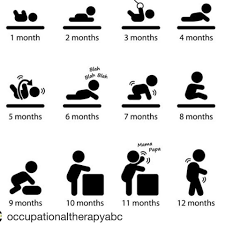 1 month 2 months 3 months 4 months
Blah
Blah Blah
5 months 6 months 7 months 8 months
Mama
Papa
9 months 10 months 11 months 12 months
occupationaltherapyabc